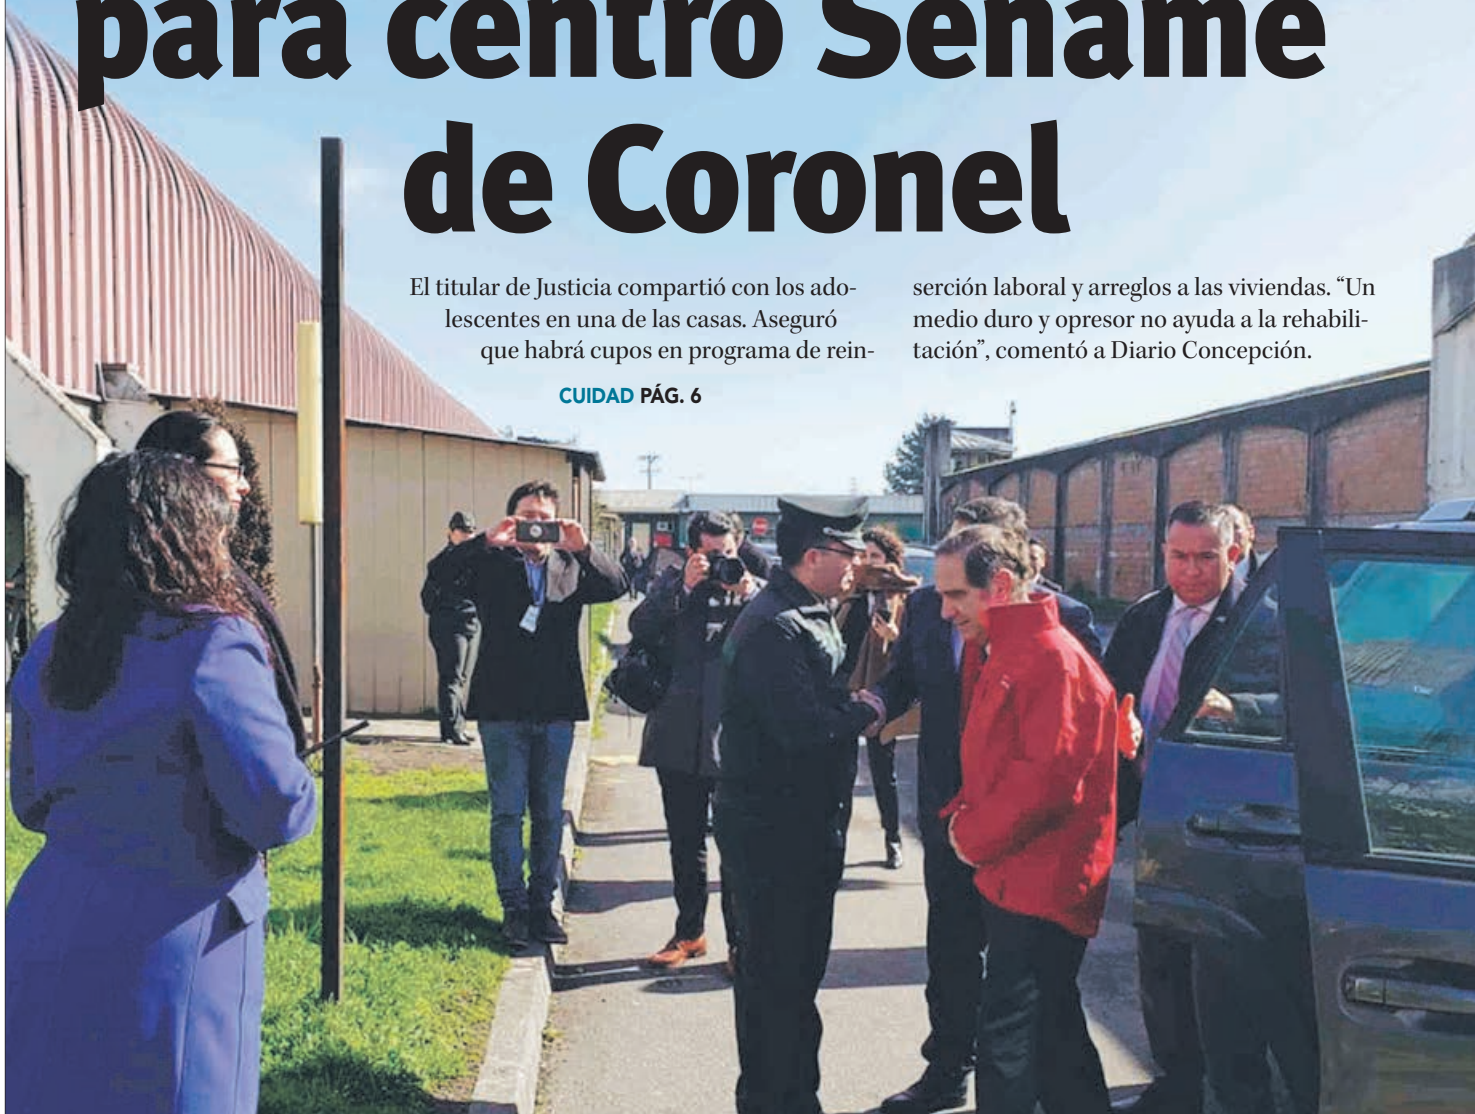 para centro Sename
de Coronel
El titular de Justicia compartió con los ado-
lescentes en una de las casas. Aseguró
que habrá cupos en programa de rein-
serción laboral y arreglos a las viviendas. “Un
medio duro y opresor no ayuda a la rehabili-
tación”, comentó a Diario Concepción.
CUIDAD PÁG. 6